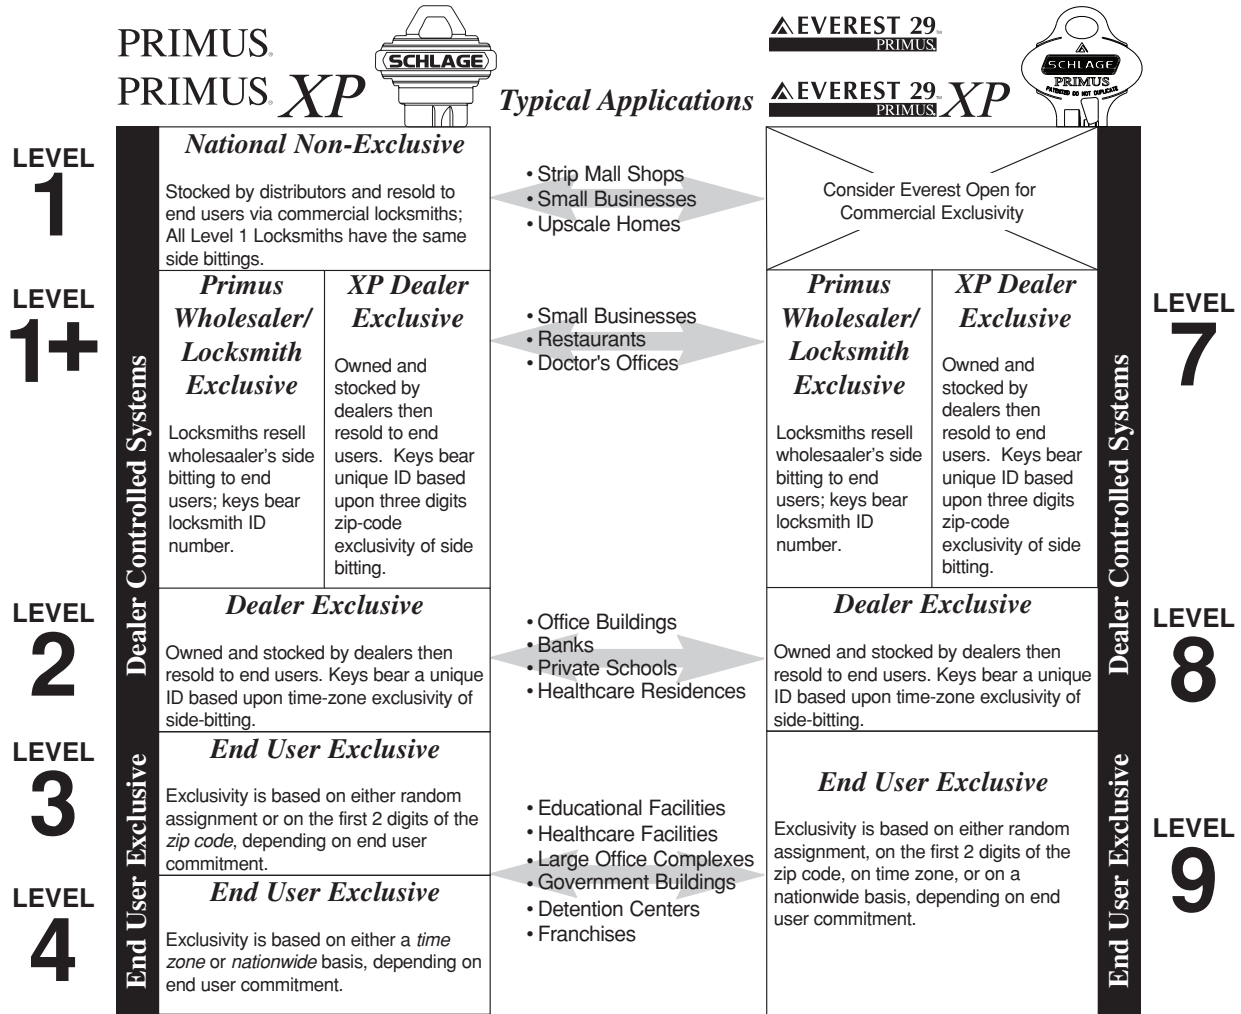 PRIMUS®
PRIMUS® XP
SCHLAGE
Typical Applications
EVEREST 29™
PRIMUS®
EVEREST 29™
PRIMUS® XP
SCHLAGE
PRIMUS
PATENTED DO NOT DUPLICATE
LEVEL
1
National Non-Exclusive
Stocked by distributors and resold to
end users via commercial locksmiths;
All Level 1 Locksmiths have the same
side bittings.
• Strip Mall Shops
• Small Businesses
• Upscale Homes
Consider Everest Open for
Commercial Exclusivity
LEVEL
1+
Dealer Controlled Systems
Primus
Wholesaler/
Locksmith
Exclusive
Locksmiths resell
wholesaaler's side
bitting to end
users; keys bear
locksmith ID
number.
XP Dealer
Exclusive
Owned and
stocked by
dealers then
resold to end
users. Keys bear
unique ID based
upon three digits
zip-code
exclusivity of side
bitting.
• Small Businesses
• Restaurants
• Doctor's Offices
Primus
Wholesaler/
Locksmith
Exclusive
Locksmiths resell
wholesaaler's side
bitting to end
users; keys bear
locksmith ID
number.
XP Dealer
Exclusive
Owned and
stocked by
dealers then
resold to end
users. Keys bear
unique ID based
upon three digits
zip-code
exclusivity of side
bitting.
Dealer Controlled Systems
LEVEL
7
LEVEL
2
Dealer Exclusive
Owned and stocked by dealers then
resold to end users. Keys bear a unique
ID based upon time-zone exclusivity of
side-bitting.
• Office Buildings
• Banks
• Private Schools
• Healthcare Residences
Dealer Exclusive
Owned and stocked by dealers then
resold to end users. Keys bear a unique
ID based upon time-zone exclusivity of
side-bitting.
LEVEL
8
LEVEL
3
End User Exclusive
End User Exclusive
Exclusivity is based on either random
assignment or on the first 2 digits of the
zip code, depending on end user
commitment.
LEVEL
4
End User Exclusive
Exclusivity is based on either a time
zone or nationwide basis, depending on
end user commitment.
• Educational Facilities
• Healthcare Facilities
• Large Office Complexes
• Government Buildings
• Detention Centers
• Franchises
End User Exclusive
Exclusivity is based on either random
assignment, on the first 2 digits of the
zip code, on time zone, or on a
nationwide basis, depending on end
user commitment.
End User Exclusive
LEVEL
9